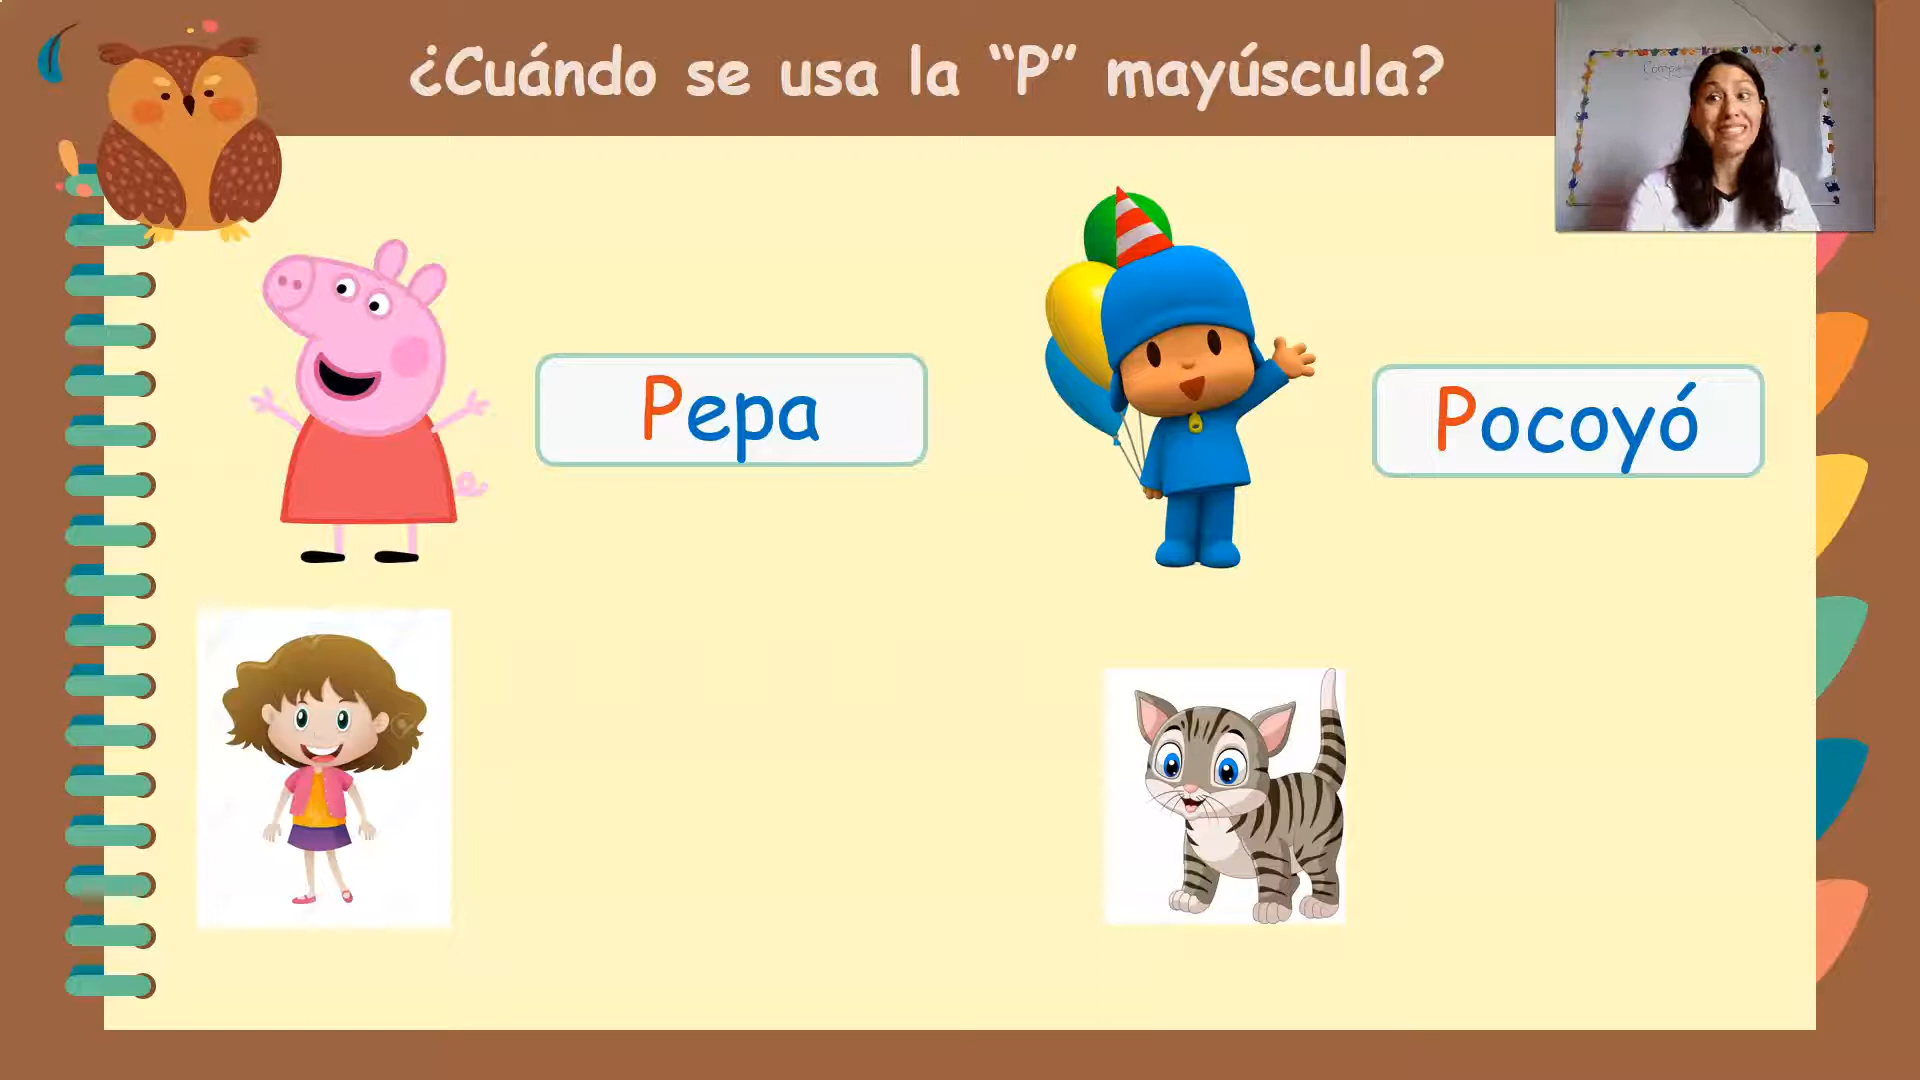 ¿Cuándo se usa la “P” mayúscula?
Pepa
Pocoyó